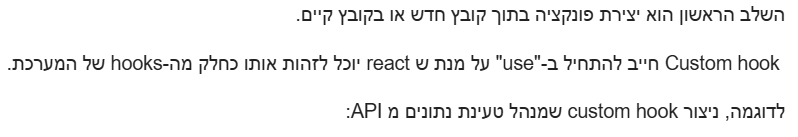 השלב הראשון הוא יצירת פונקציה בתוך קובץ חדש או בקובץ קיים.
Custom hook חייב להתחיל ב-"use" על מנת ש react יוכל לזהות אותו כחלק מה-hooks של המערכת.
לדוגמה, ניצור custom hook שמנהל טעינת נתונים מ API: